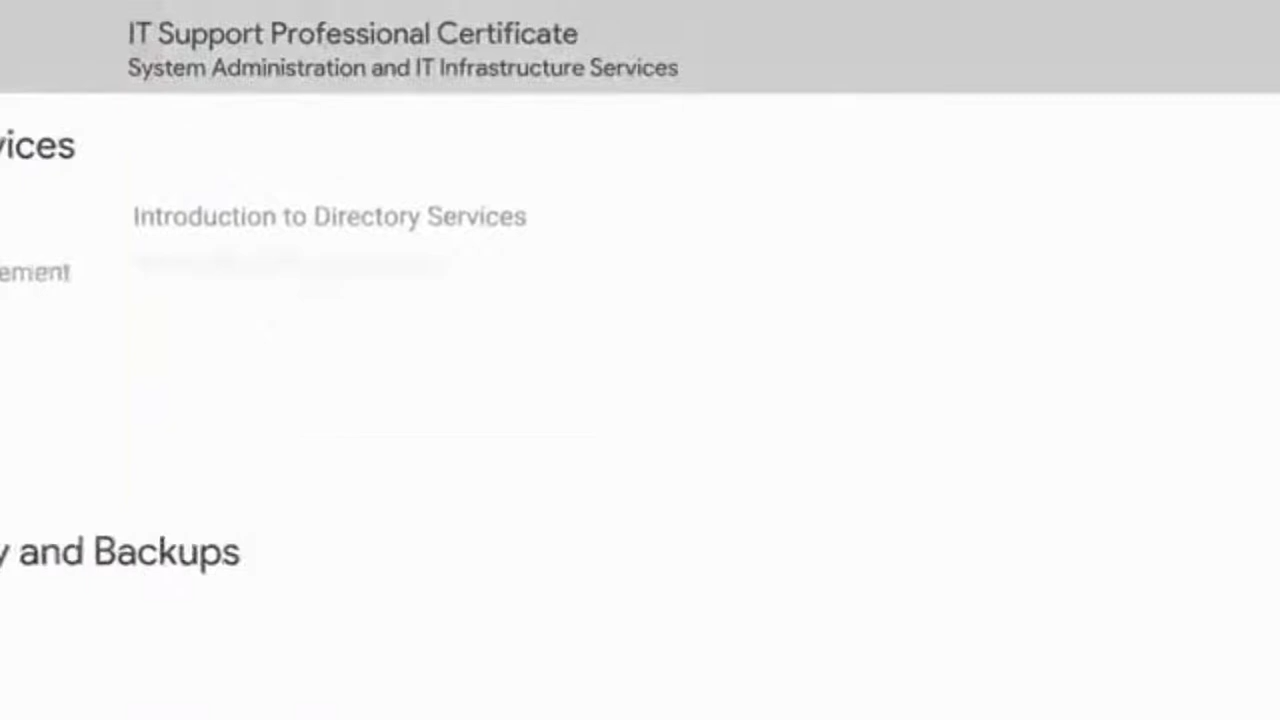 IT Support Professional Certificate
System Administration and IT Infrastructure Services
vices
Introduction to Directory Services
ement
y and Backups